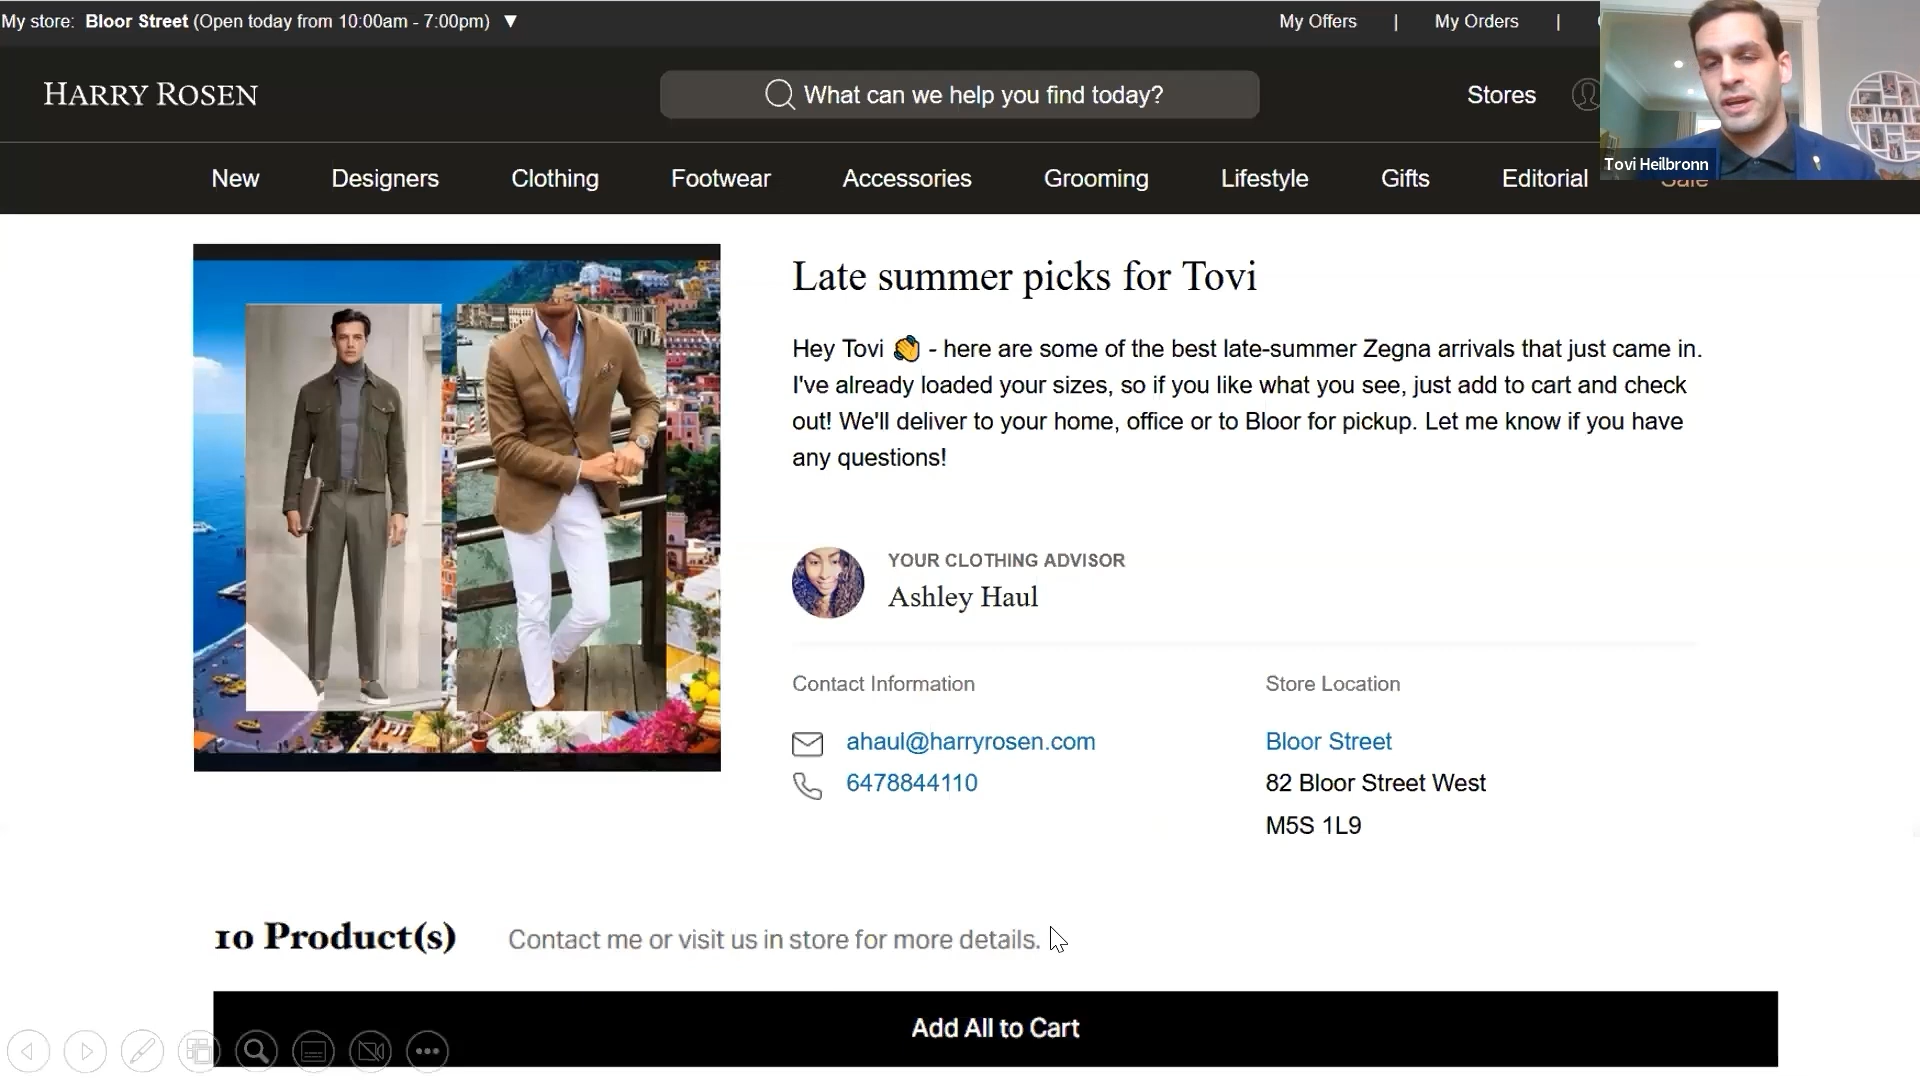 My store: Bloor Street (Open today from 10:00am - 7:00pm) ▼
My Offers | My Orders |
HARRY ROSEN
What can we help you find today?
Stores
Tovi Heilbronn
New Designers Clothing Footwear Accessories Grooming Lifestyle Gifts Editorial Sale
Late summer picks for Tovi
Hey Tovi 👏 - here are some of the best late-summer Zegna arrivals that just came in.
I've already loaded your sizes, so if you like what you see, just add to cart and check
out! We'll deliver to your home, office or to Bloor for pickup. Let me know if you have
any questions!
YOUR CLOTHING ADVISOR
Ashley Haul
Contact Information
ahaul@harryrosen.com
6478844110
Store Location
Bloor Street
82 Bloor Street West
M5S 1L9
10 Product(s) Contact me or visit us in store for more details.
Add All to Cart